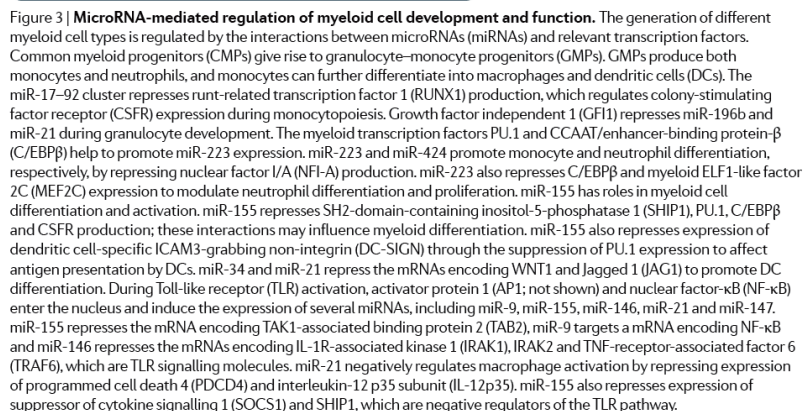 Figure 3 | MicroRNA-mediated regulation of myeloid cell development and function. The generation of different
myeloid cell types is regulated by the interactions between microRNAs (miRNAs) and relevant transcription factors.
Common myeloid progenitors (CMPs) give rise to granulocyte–monocyte progenitors (GMPs). GMPs produce both
monocytes and neutrophils, and monocytes can further differentiate into macrophages and dendritic cells (DCs). The
miR-17–92 cluster represses runt-related transcription factor 1 (RUNX1) production, which regulates colony-stimulating
factor receptor (CSFR) expression during monocytopoiesis. Growth factor independent 1 (GFI1) represses miR-196b and
miR-21 during granulocyte development. The myeloid transcription factors PU.1 and CCAAT/enhancer-binding protein-β
(C/EBPβ) help to promote miR-223 expression. miR-223 and miR-424 promote monocyte and neutrophil differentiation,
respectively, by repressing nuclear factor I/A (NFI-A) production. miR-223 also represses C/EBPβ and myeloid ELF1-like factor
2C (MEF2C) expression to modulate neutrophil differentiation and proliferation. miR-155 has roles in myeloid cell
differentiation and activation. miR-155 represses SH2-domain-containing inositol-5-phosphatase 1 (SHIP1), PU.1, C/EBPβ
and CSFR production; these interactions may influence myeloid differentiation. miR-155 also represses expression of
dendritic cell-specific ICAM3-grabbing non-integrin (DC-SIGN) through the suppression of PU.1 expression to affect
antigen presentation by DCs. miR-34 and miR-21 repress the mRNAs encoding WNT1 and Jagged 1 (JAG1) to promote DC
differentiation. During Toll-like receptor (TLR) activation, activator protein 1 (AP1; not shown) and nuclear factor-κB (NF-κB)
enter the nucleus and induce the expression of several miRNAs, including miR-9, miR-155, miR-146, miR-21 and miR-147.
miR-155 represses the mRNA encoding TAK1-associated binding protein 2 (TAB2), miR-9 targets a mRNA encoding NF-κB
and miR-146 represses the mRNAs encoding IL-1R-associated kinase 1 (IRAK1), IRAK2 and TNF-receptor-associated factor 6
(TRAF6), which are TLR signalling molecules. miR-21 negatively regulates macrophage activation by repressing expression
of programmed cell death 4 (PDCD4) and interleukin-12 p35 subunit (IL-12p35). miR-155 also represses expression of
suppressor of cytokine signalling 1 (SOCS1) and SHIP1, which are negative regulators of the TLR pathway.